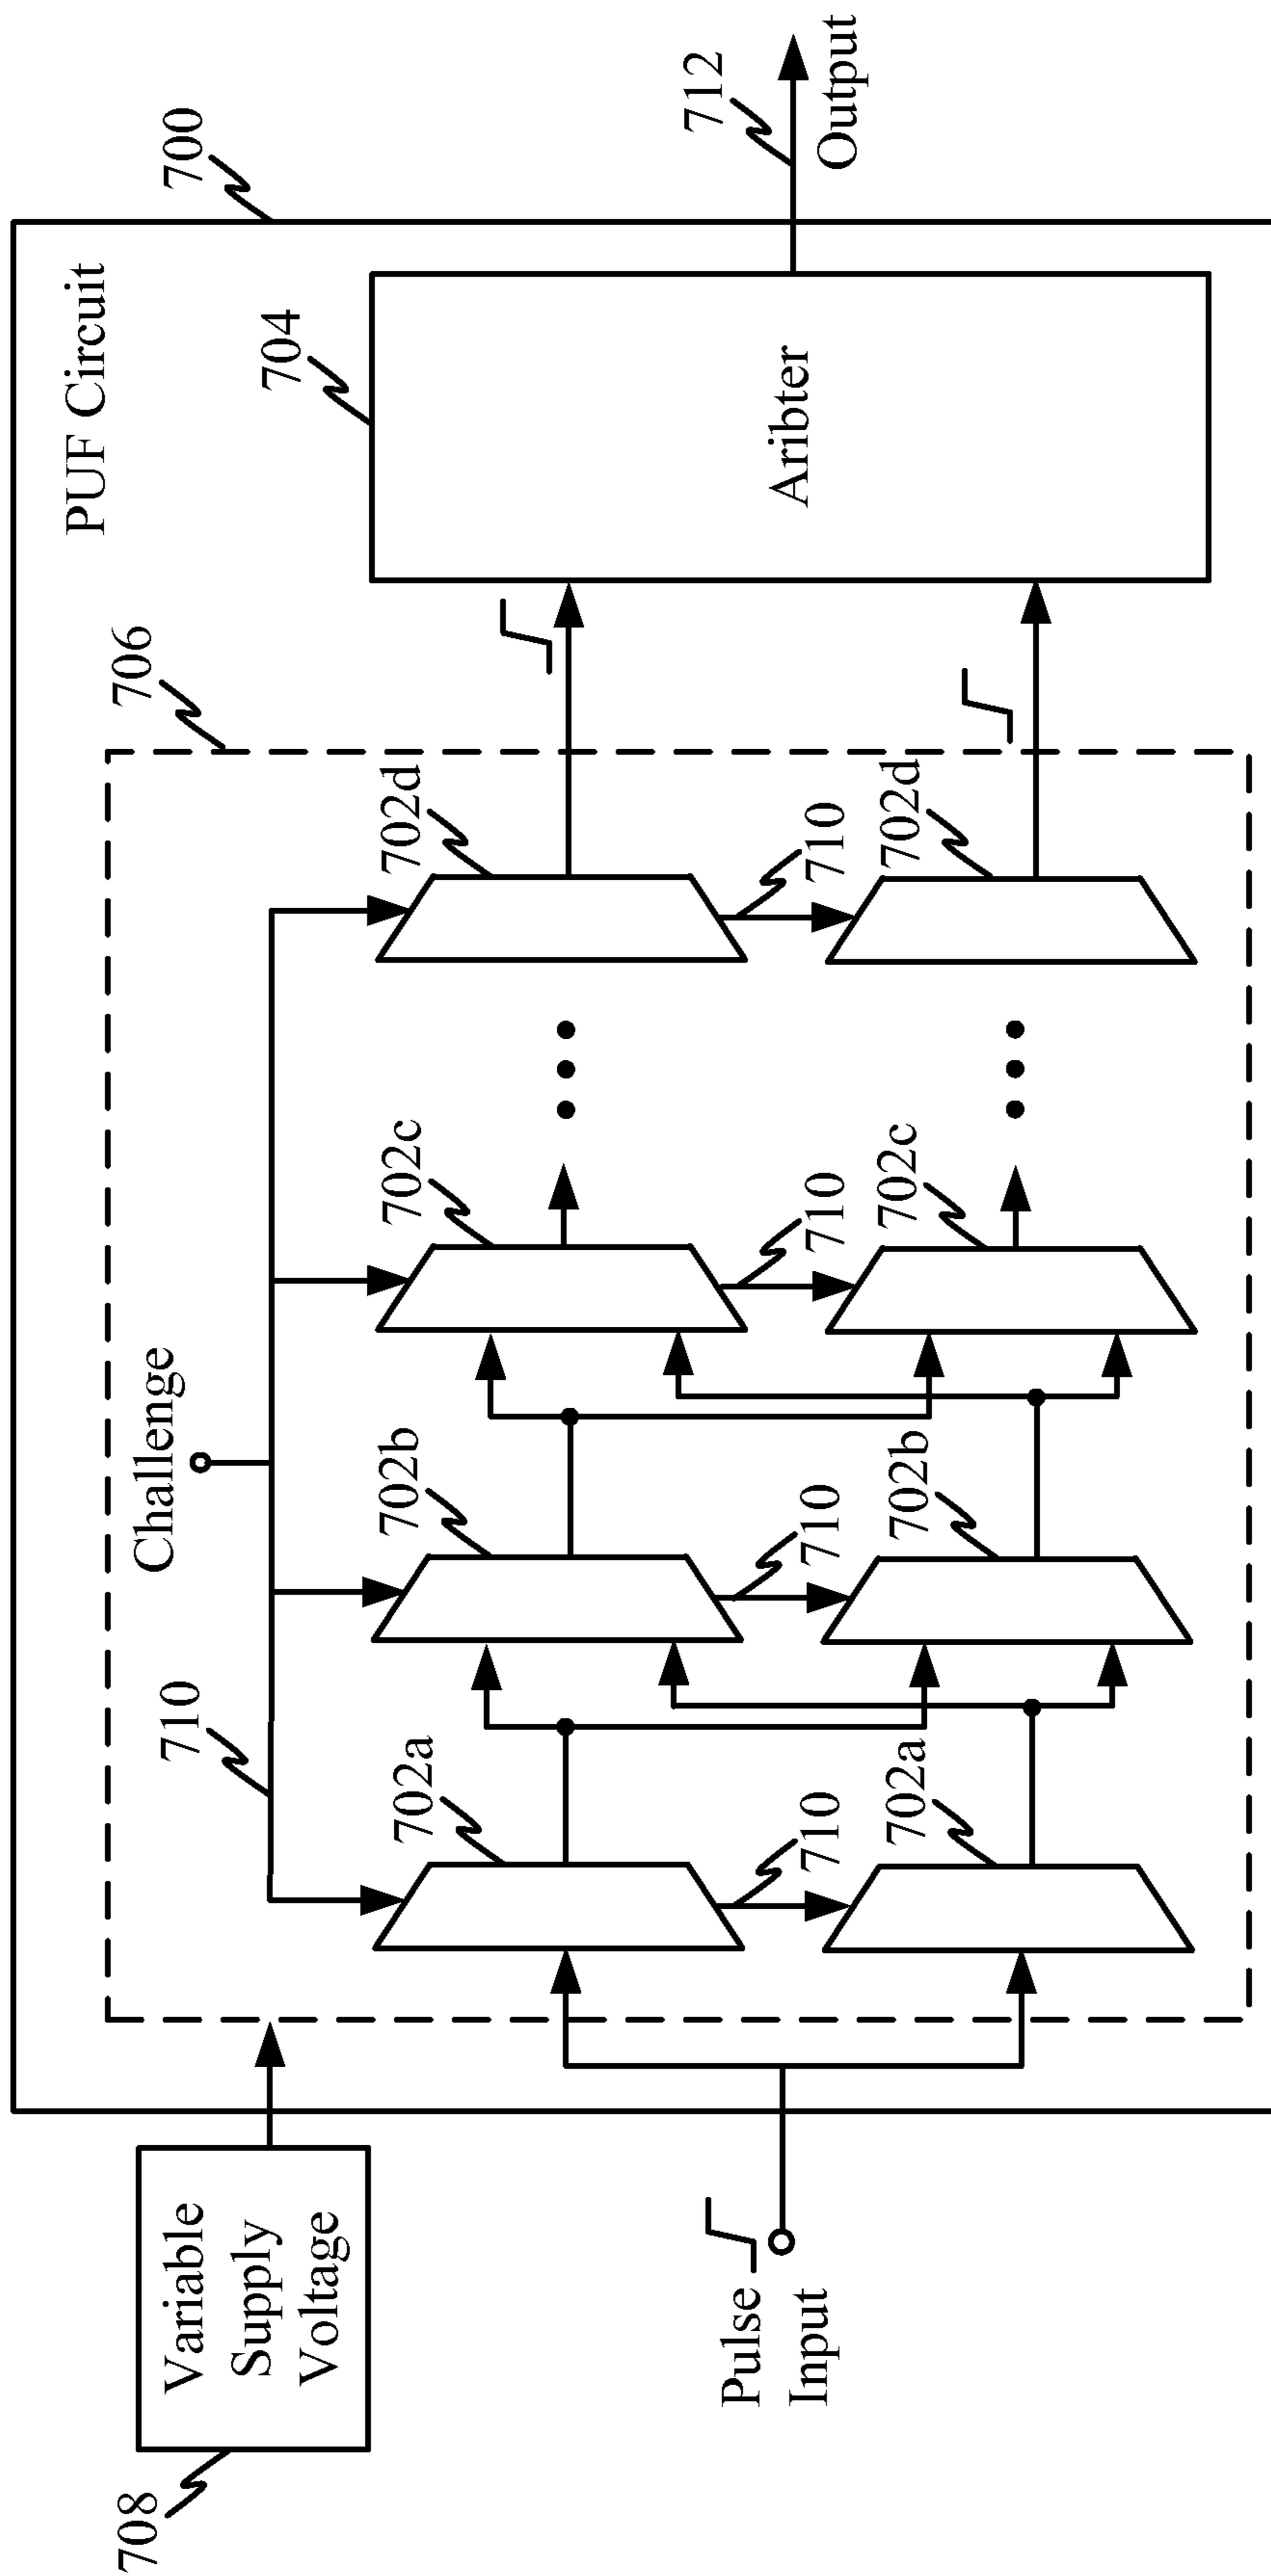 700
PUF Circuit
706
704
712
Output
Aribter
Challenge
710
702a
702b
702c
702d
710
710
710
710
702a
702b
702c
702d
708
Variable
Supply
Voltage
Pulse
Input